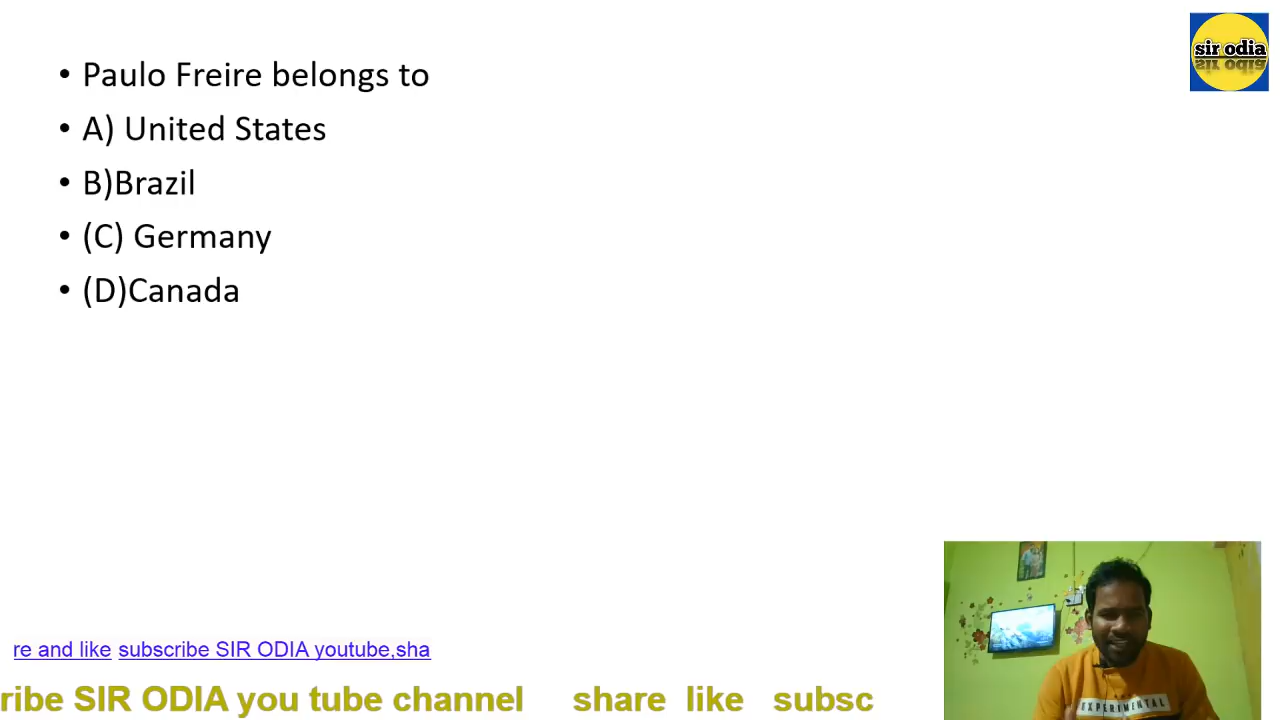 sir odia
• Paulo Freire belongs to
• A) United States
• B)Brazil
• (C) Germany
• (D)Canada
EXPERIMENTAL
re and like subscribe SIR ODIA youtube,sha
ribe SIR ODIA you tube channel share like subsc